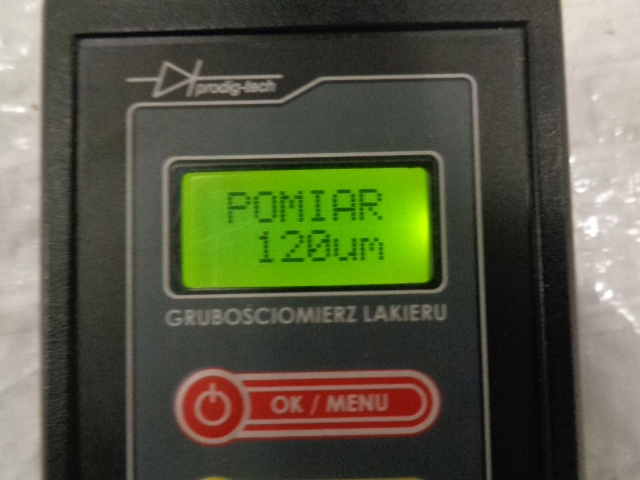 prodig-tech
POMIAR
120um
GRUBOŚCIOMIERZ LAKIERU
OK / MENU